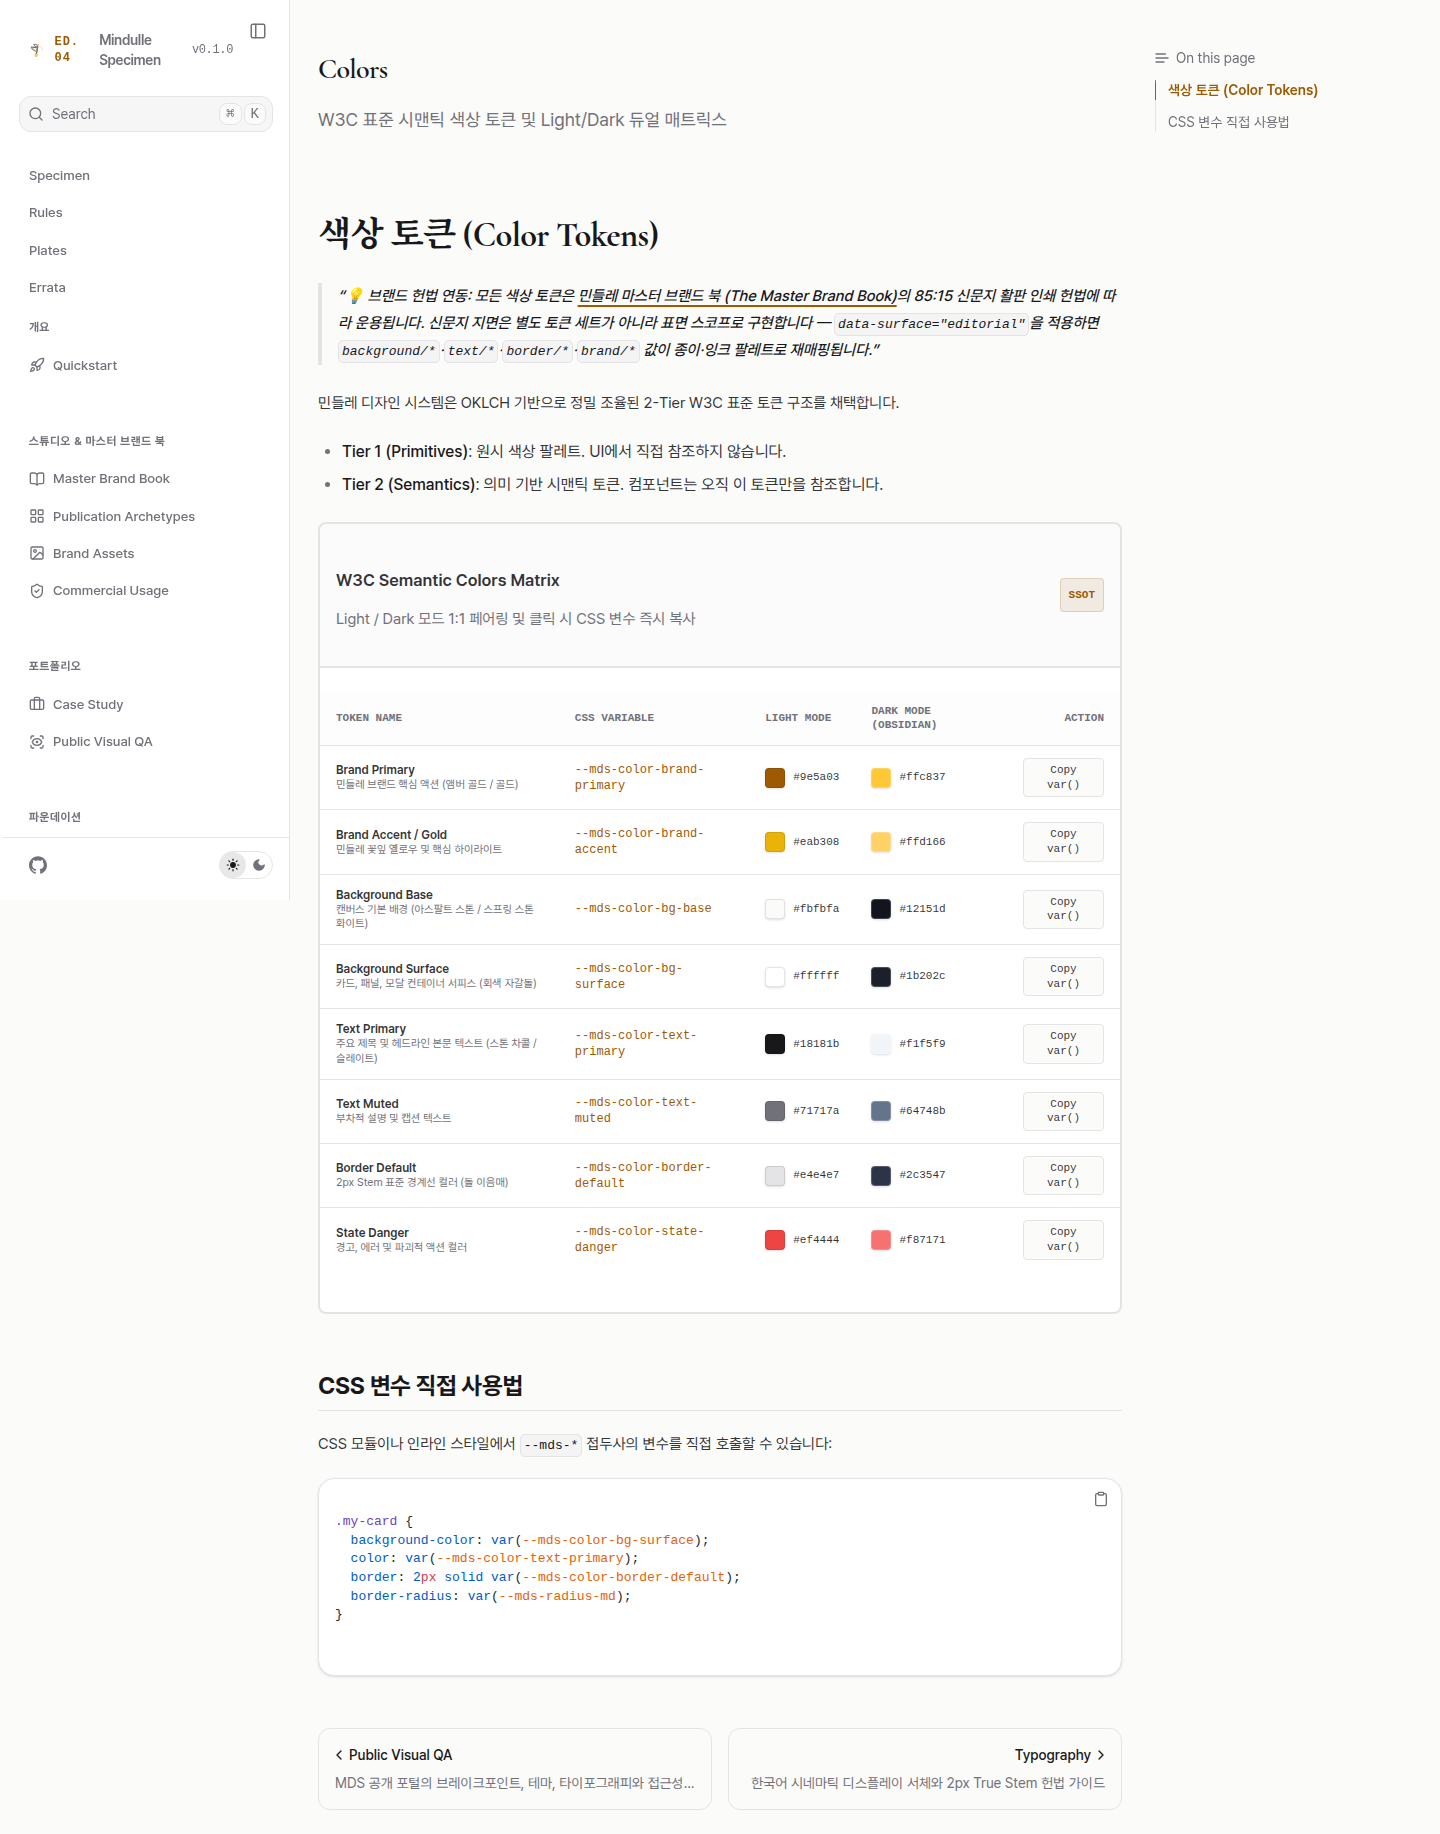 ED.
04
Mindulle
Specimen
v0.1.0
Search
⌘ K
Specimen
Rules
Plates
Errata
개요
Quickstart
스튜디오 & 마스터 브랜드 북
Master Brand Book
Publication Archetypes
Brand Assets
Commercial Usage
포트폴리오
Case Study
Public Visual QA
파운데이션
Colors
W3C 표준 시맨틱 색상 토큰 및 Light/Dark 듀얼 매트릭스
색상 토큰 (Color Tokens)
“💡 브랜드 헌법 연동: 모든 색상 토큰은 민들레 마스터 브랜드 북 (The Master Brand Book)의 85:15 신문지 활판 인쇄 헌법에 따
라 운용됩니다. 신문지 지면은 별도 토큰 세트가 아니라 표면 스코프로 구현합니다 — data-surface="editorial" 을 적용하면
background/* · text/* · border/* · brand/* 값이 종이·잉크 팔레트로 재매핑됩니다.”
민들레 디자인 시스템은 OKLCH 기반으로 정밀 조율된 2-Tier W3C 표준 토큰 구조를 채택합니다.
• Tier 1 (Primitives): 원시 색상 팔레트. UI에서 직접 참조하지 않습니다.
• Tier 2 (Semantics): 의미 기반 시맨틱 토큰. 컴포넌트는 오직 이 토큰만을 참조합니다.
W3C Semantic Colors Matrix
Light / Dark 모드 1:1 페어링 및 클릭 시 CSS 변수 즉시 복사
SSOT
TOKEN NAME CSS VARIABLE LIGHT MODE DARK MODE (OBSIDIAN) ACTION
Brand Primary
민들레 브랜드 핵심 액션 (앰버 골드 / 골드)
--mds-color-brand-
primary
#9e5a03 #ffc837
Copy
var()
Brand Accent / Gold
민들레 꽃잎 옐로우 및 핵심 하이라이트
--mds-color-brand-
accent
#eab308 #ffd166
Copy
var()
Background Base
캔버스 기본 배경 (아스팔트 스톤 / 스프링 스톤
화이트)
--mds-color-bg-base
#fbfbfa #12151d
Copy
var()
Background Surface
카드, 패널, 모달 컨테이너 서피스 (회색 자갈돌)
--mds-color-bg-
surface
#ffffff #1b202c
Copy
var()
Text Primary
주요 제목 및 헤드라인 본문 텍스트 (스톤 차콜 /
슬레이트)
--mds-color-text-
primary
#18181b #f1f5f9
Copy
var()
Text Muted
부차적 설명 및 캡션 텍스트
--mds-color-text-
muted
#71717a #64748b
Copy
var()
Border Default
2px Stem 표준 경계선 컬러 (돌 이음매)
--mds-color-border-
default
#e4e4e7 #2c3547
Copy
var()
State Danger
경고, 에러 및 파괴적 액션 컬러
--mds-color-state-
danger
#ef4444 #f87171
Copy
var()
CSS 변수 직접 사용법
CSS 모듈이나 인라인 스타일에서 --mds-* 접두사의 변수를 직접 호출할 수 있습니다:
.my-card {
  background-color: var(--mds-color-bg-surface);
  color: var(--mds-color-text-primary);
  border: 2px solid var(--mds-color-border-default);
  border-radius: var(--mds-radius-md);
}
Public Visual QA
MDS 공개 포털의 브레이크포인트, 테마, 타이포그래피와 접근성...
Typography
한국어 시네마틱 디스플레이 서체와 2px True Stem 헌법 가이드
On this page
색상 토큰 (Color Tokens)
CSS 변수 직접 사용법